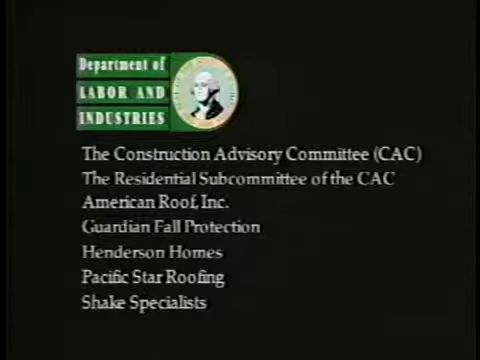 Department of
LABOR AND
INDUSTRIES
The Construction Advisory Committee (CAC)
The Residential Subcommittee of the CAC
American Roof, Inc.
Guardian Fall Protection
Henderson Homes
Pacific Star Roofing
Shake Specialists